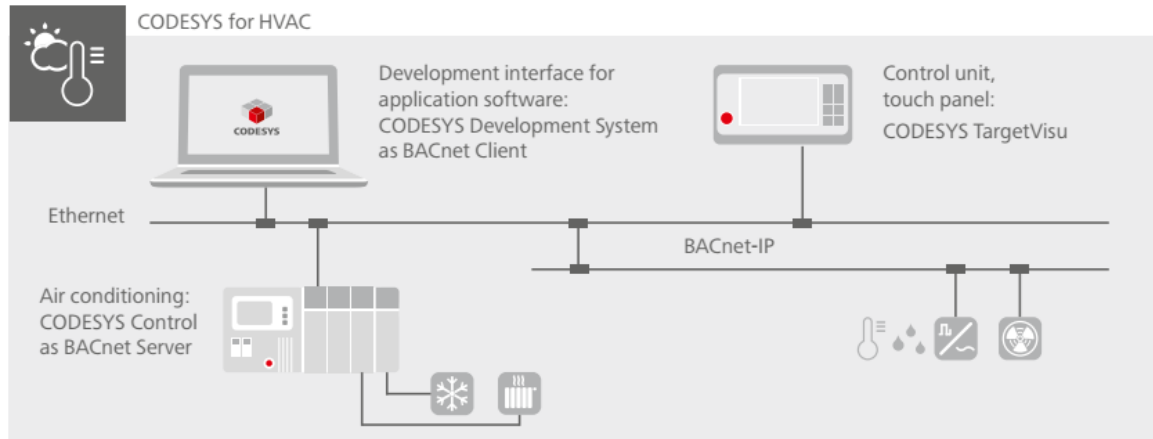 CODESYS for HVAC
CODESYS
Development interface for
application software:
CODESYS Development System
as BACnet Client
Control unit,
touch panel:
CODESYS TargetVisu
Ethernet
BACnet-IP
Air conditioning:
CODESYS Control
as BACnet Server